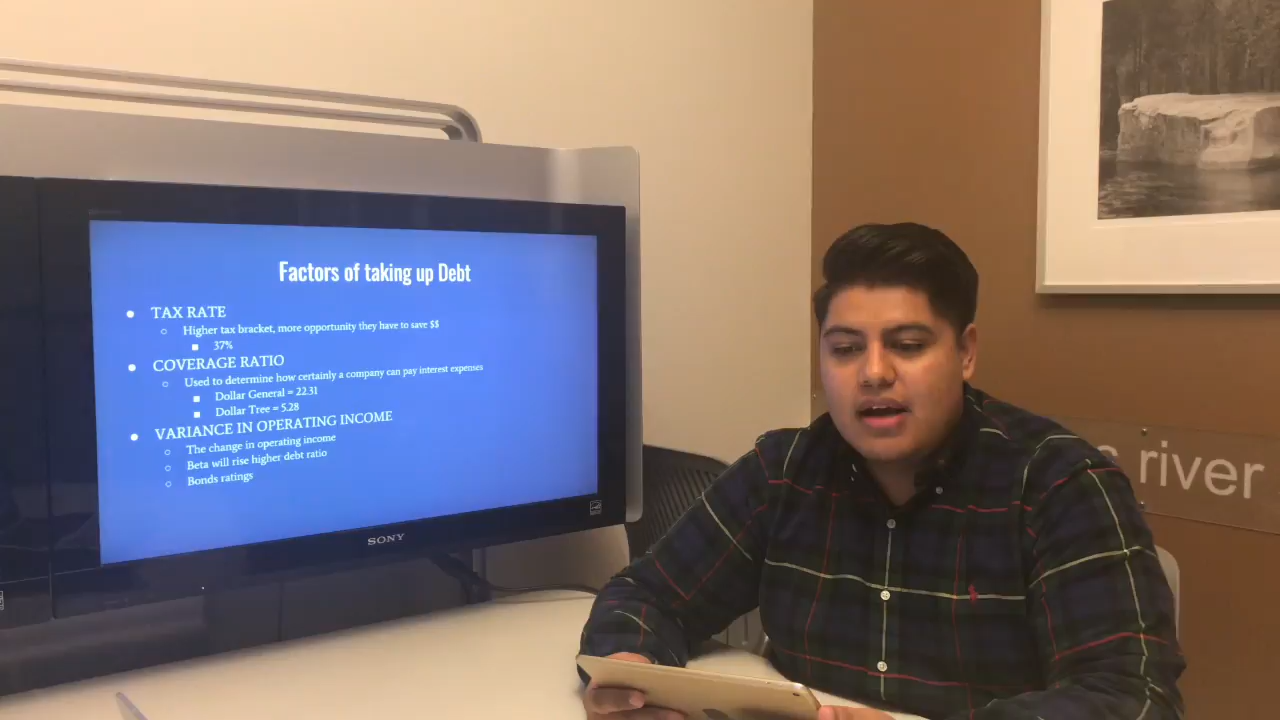 Factors of taking up Debt
● TAX RATE
○ Higher tax bracket, more opportunity they have to save $$
■ 37%
● COVERAGE RATIO
○ Used to determine how certainly a company can pay interest expenses
■ Dollar General = 22.31
■ Dollar Tree = 5.28
● VARIANCE IN OPERATING INCOME
○ The change in operating income
○ Beta will rise higher debt ratio
○ Bonds ratings
SONY
s river